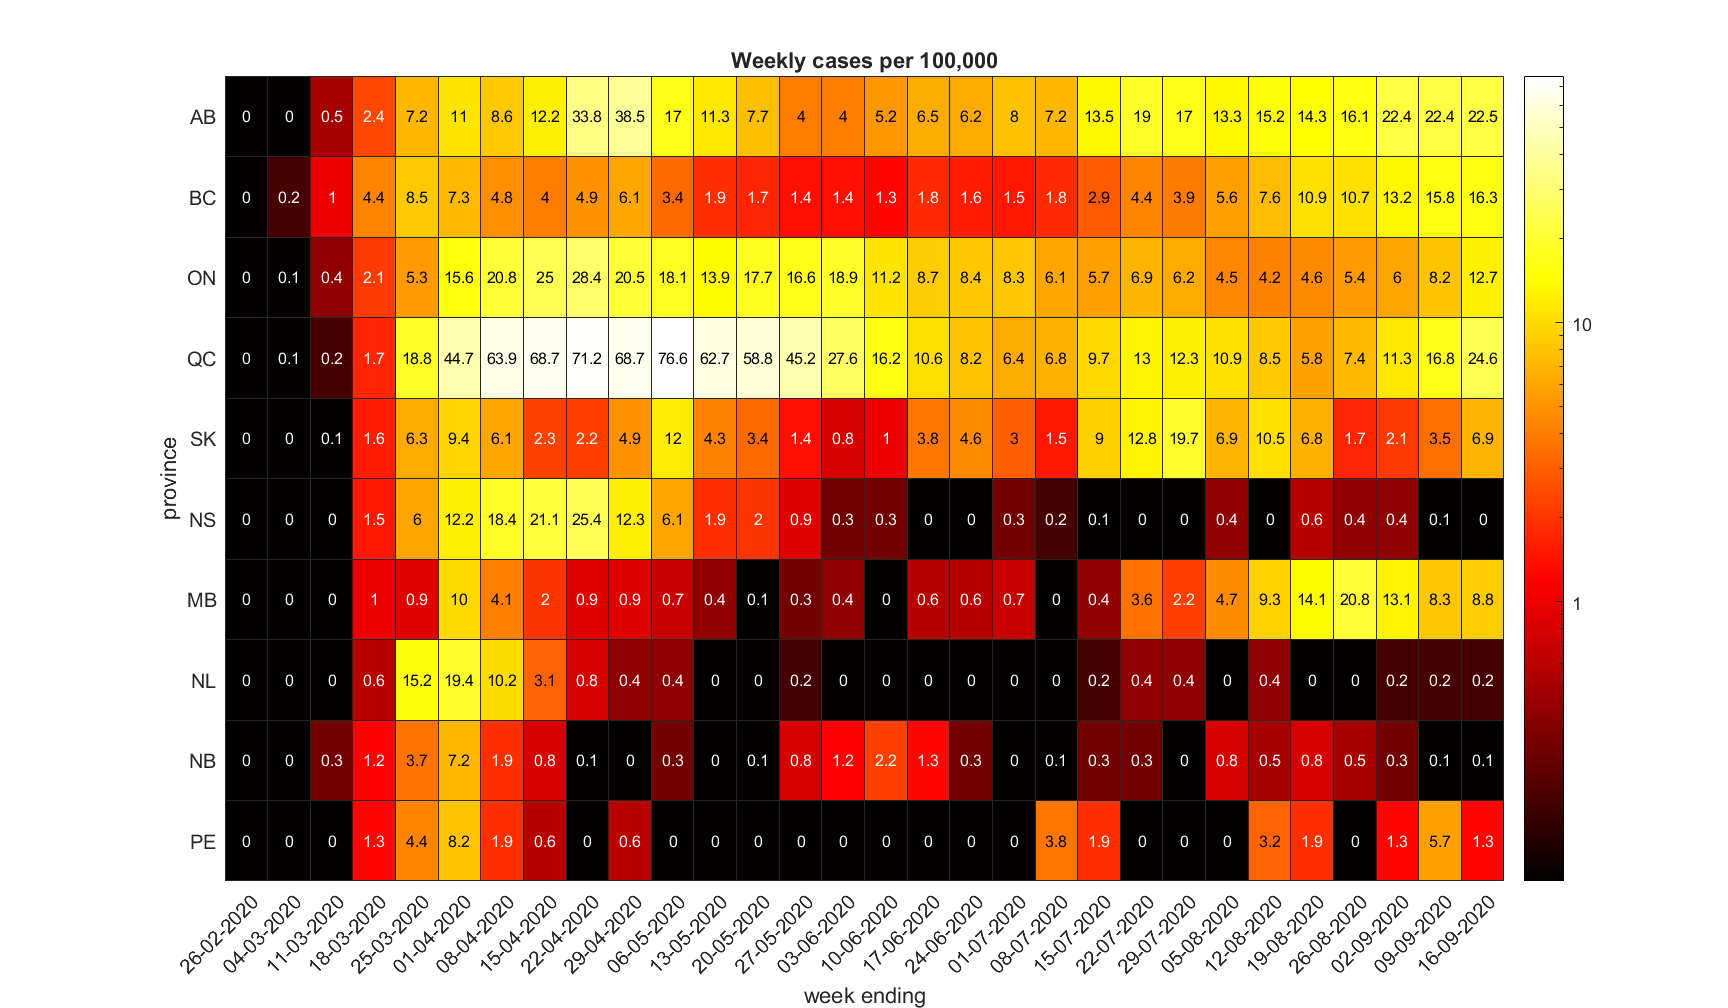 Weekly cases per 100,000
AB 0 0 0.5 2.4 7.2 11 8.6 12.2 33.8 38.5 17 11.3 7.7 4 4 5.2 6.5 6.2 8 7.2 13.5 19 17 13.3 15.2 14.3 16.1 22.4 22.4 22.5
BC 0 0.2 1 4.4 8.5 7.3 4.8 4 4.9 6.1 3.4 1.9 1.7 1.4 1.4 1.3 1.8 1.6 1.5 1.8 2.9 4.4 3.9 5.6 7.6 10.9 10.7 13.2 15.8 16.3
ON 0 0.1 0.4 2.1 5.3 15.6 20.8 25 28.4 20.5 18.1 13.9 17.7 16.6 18.9 11.2 8.7 8.4 8.3 6.1 5.7 6.9 6.2 4.5 4.2 4.6 5.4 6 8.2 12.7
10
QC 0 0.1 0.2 1.7 18.8 44.7 63.9 68.7 71.2 68.7 76.6 62.7 58.8 45.2 27.6 16.2 10.6 8.2 6.4 6.8 9.7 13 12.3 10.9 8.5 5.8 7.4 11.3 16.8 24.6
SK 0 0 0.1 1.6 6.3 9.4 6.1 2.3 2.2 4.9 12 4.3 3.4 1.4 0.8 1 3.8 4.6 3 1.5 9 12.8 19.7 6.9 10.5 6.8 1.7 2.1 3.5 6.9
province
NS 0 0 0 1.5 6 12.2 18.4 21.1 25.4 12.3 6.1 1.9 2 0.9 0.3 0.3 0 0 0.3 0.2 0.1 0 0 0.4 0 0.6 0.4 0.4 0.1 0
MB 0 0 0 1 0.9 10 4.1 2 0.9 0.9 0.7 0.4 0.1 0.3 0.4 0 0.6 0.6 0.7 0 0.4 3.6 2.2 4.7 9.3 14.1 20.8 13.1 8.3 8.8
1
NL 0 0 0 0.6 15.2 19.4 10.2 3.1 0.8 0.4 0.4 0 0 0.2 0 0 0 0 0 0 0.2 0.4 0.4 0 0.4 0 0 0.2 0.2 0.2
NB 0 0 0.3 1.2 3.7 7.2 1.9 0.8 0.1 0 0.3 0 0.1 0.8 1.2 2.2 1.3 0.3 0 0.1 0.3 0.3 0 0.8 0.5 0.8 0.5 0.3 0.1 0.1
PE 0 0 0 1.3 4.4 8.2 1.9 0.6 0 0.6 0 0 0 0 0 0 0 0 0 3.8 1.9 0 0 0 3.2 1.9 0 1.3 5.7 1.3
26-02-2020 04-03-2020 11-03-2020 18-03-2020 25-03-2020 01-04-2020 08-04-2020 15-04-2020 22-04-2020 29-04-2020 06-05-2020 13-05-2020 20-05-2020 27-05-2020 03-06-2020 10-06-2020 17-06-2020 24-06-2020 01-07-2020 08-07-2020 15-07-2020 22-07-2020 29-07-2020 05-08-2020 12-08-2020 19-08-2020 26-08-2020 02-09-2020 09-09-2020 16-09-2020
week ending